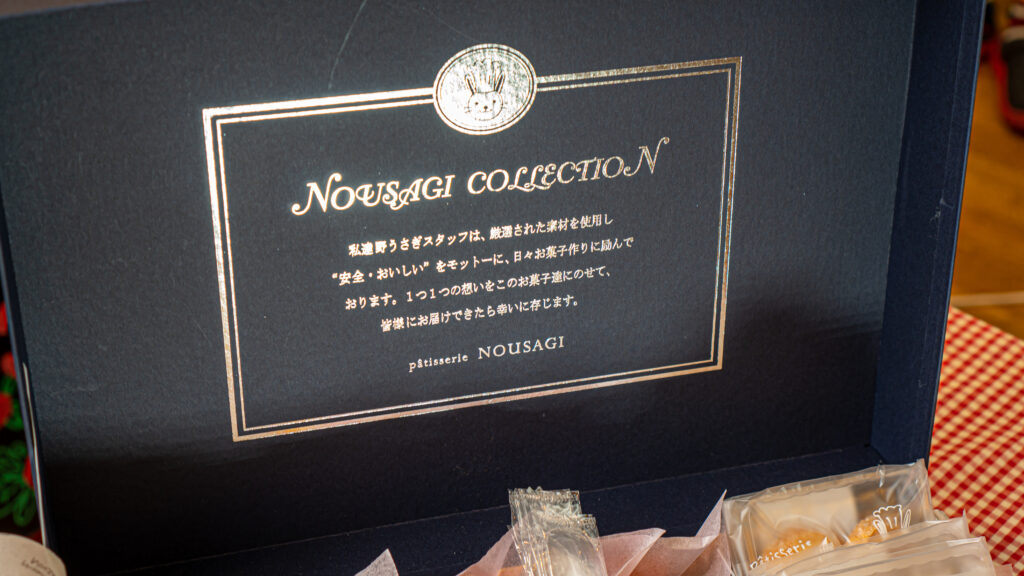 NOUSAGI COLLECTION
私達野うさぎスタッフは、厳選された素材を使用し
“安全・おいしい” をモットーに、日々お菓子作りに励んで
おります。1つ1つの想いをこのお菓子達にのせて、
皆様にお届けできたら幸いに存じます。
pâtisserie NOUSAGI
pâtisserie